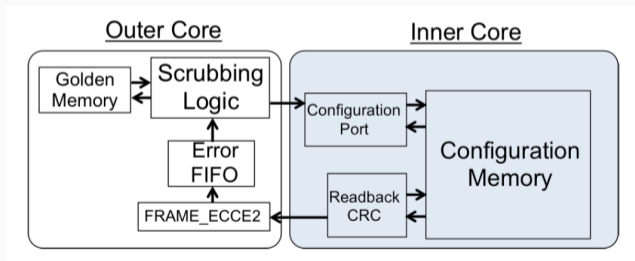 Outer Core
Inner Core
Golden
Memory
Scrubbing
Logic
Error
FIFO
FRAME_ECCE2
Configuration
Port
Readback
CRC
Configuration
Memory